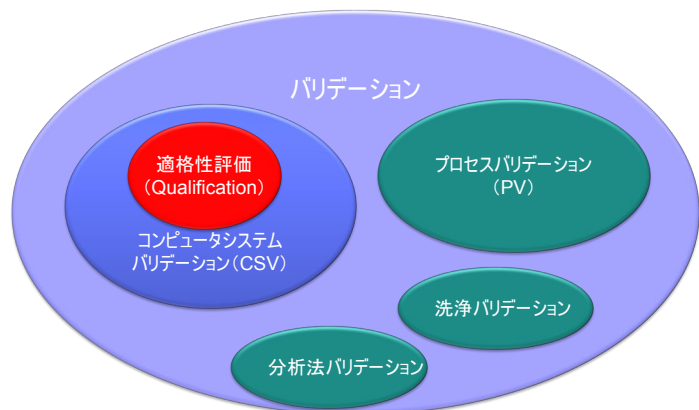 バリデーション
適格性評価
（Qualification）
コンピュータシステム
バリデーション（CSV）
プロセスバリデーション
（PV）
洗浄バリデーション
分析法バリデーション